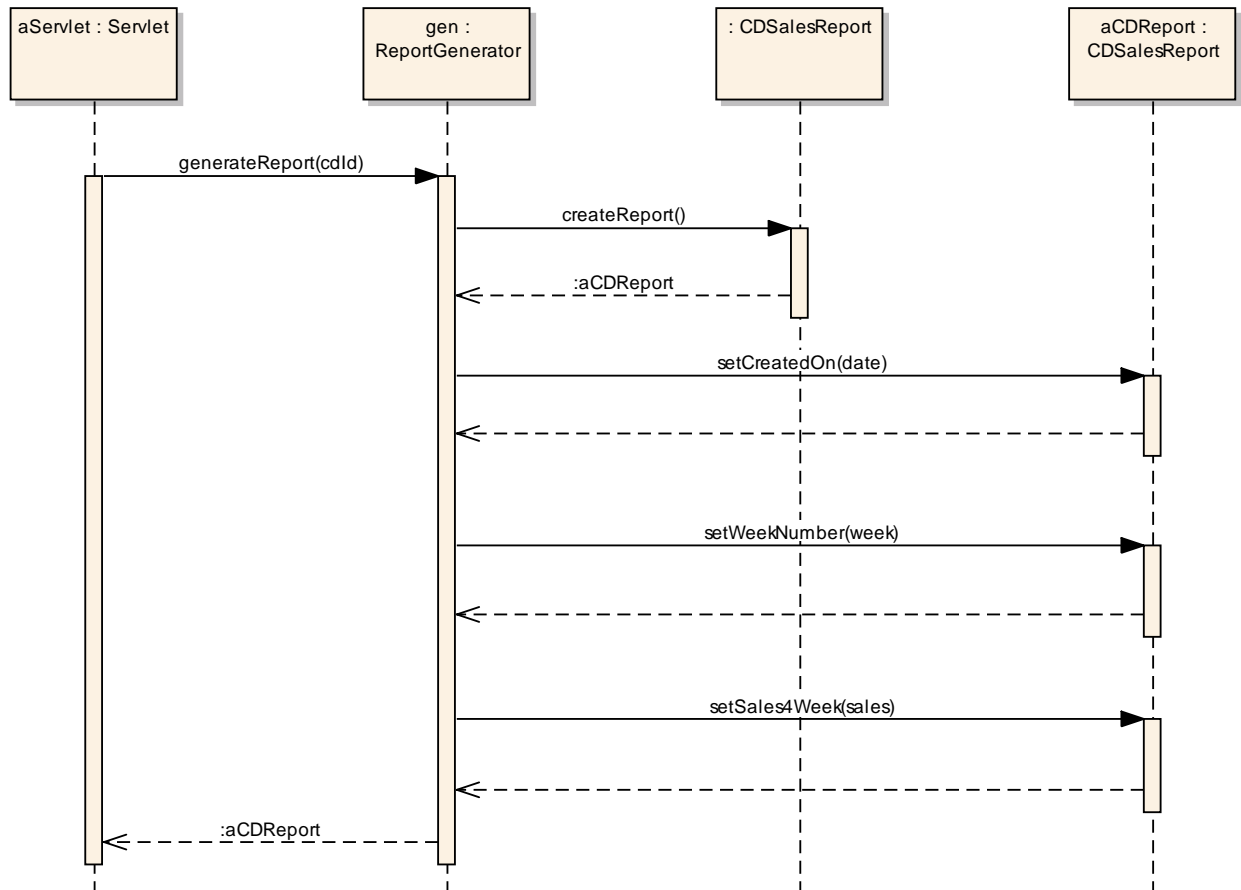 aServlet : Servlet
gen :
ReportGenerator
: CDSalesReport
aCDReport :
CDSalesReport
generateReport(cdId)
createReport()
:aCDReport
setCreatedOn(date)
setWeekNumber(week)
setSales4Week(sales)
:aCDReport